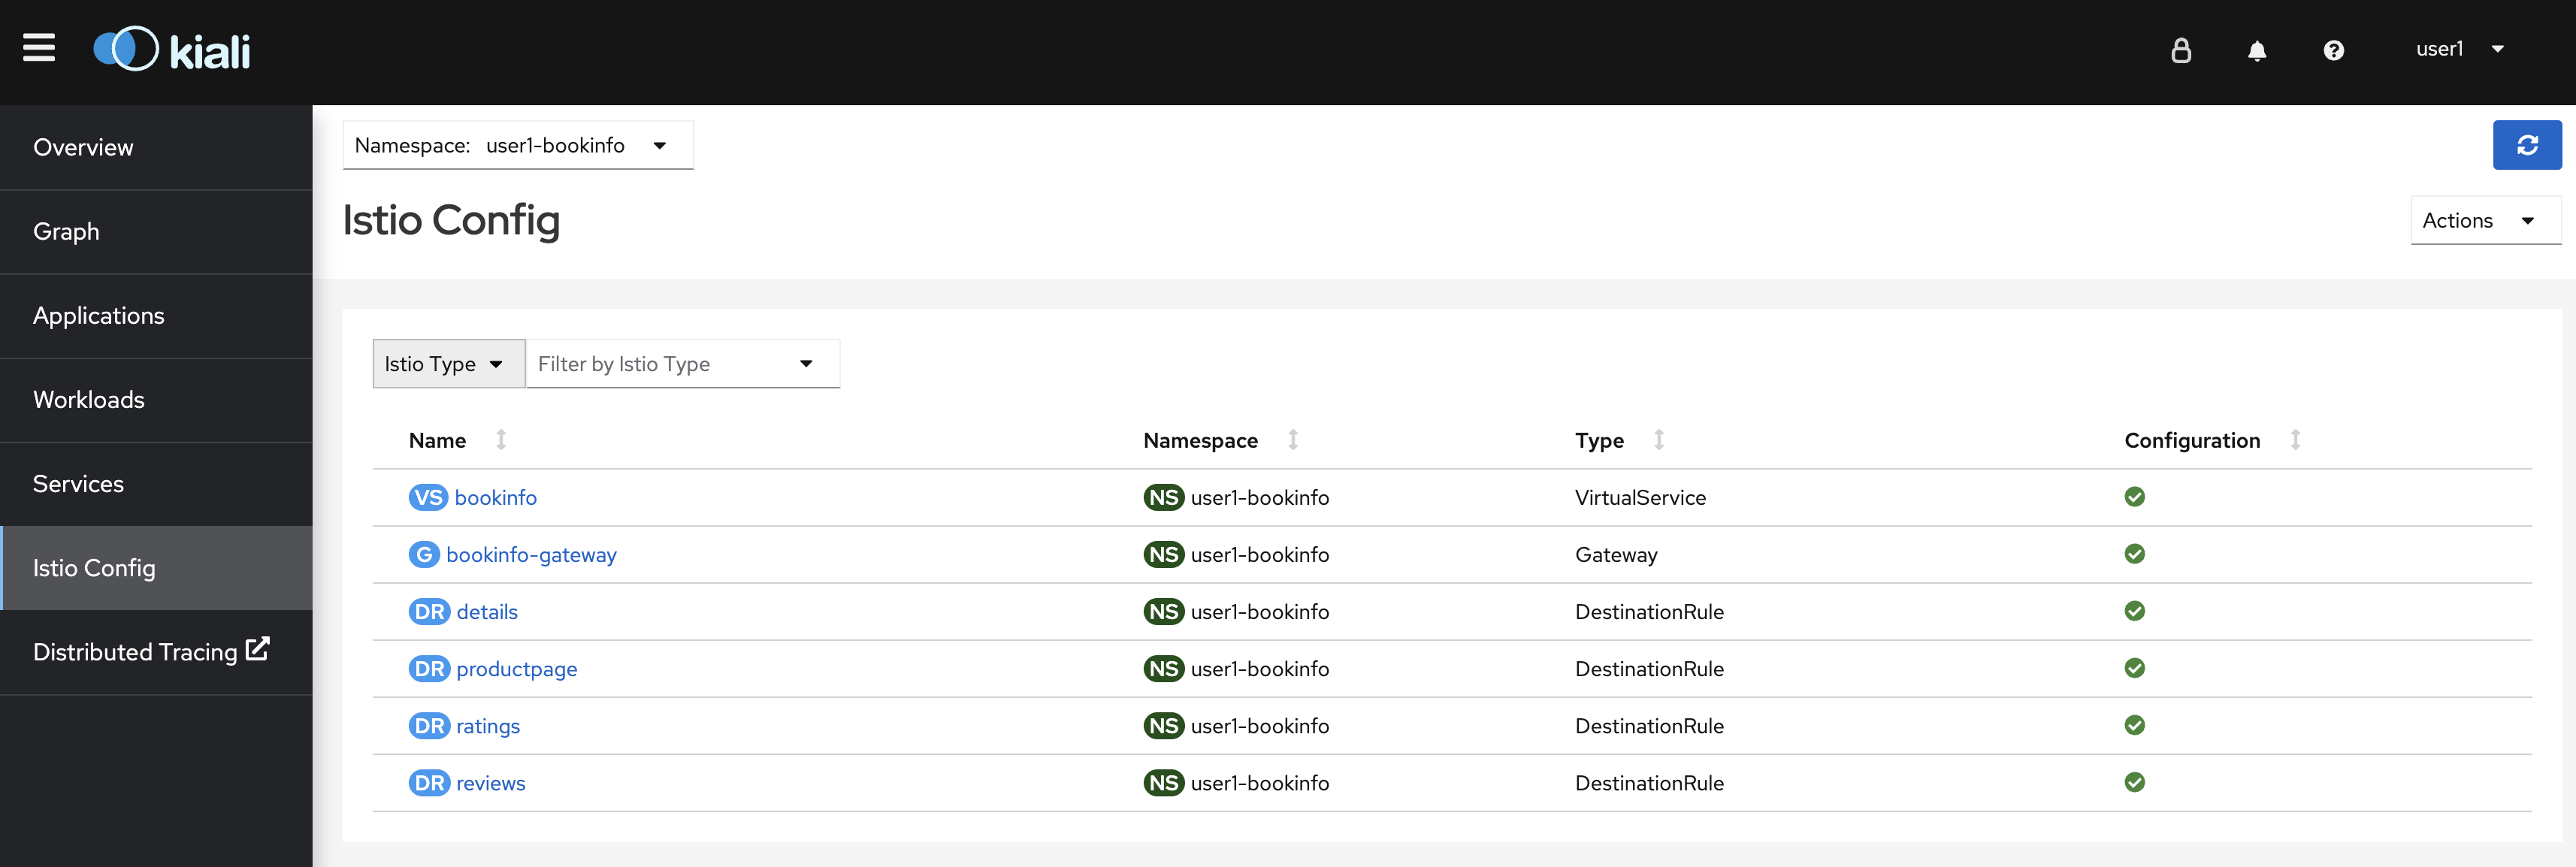 kiali
user1
Overview
Graph
Applications
Workloads
Services
Istio Config
Distributed Tracing
Namespace: user1-bookinfo
Istio Config
Actions
Istio Type Filter by Istio Type
Name Namespace Type Configuration
VS bookinfo NS user1-bookinfo VirtualService
G bookinfo-gateway NS user1-bookinfo Gateway
DR details NS user1-bookinfo DestinationRule
DR productpage NS user1-bookinfo DestinationRule
DR ratings NS user1-bookinfo DestinationRule
DR reviews NS user1-bookinfo DestinationRule